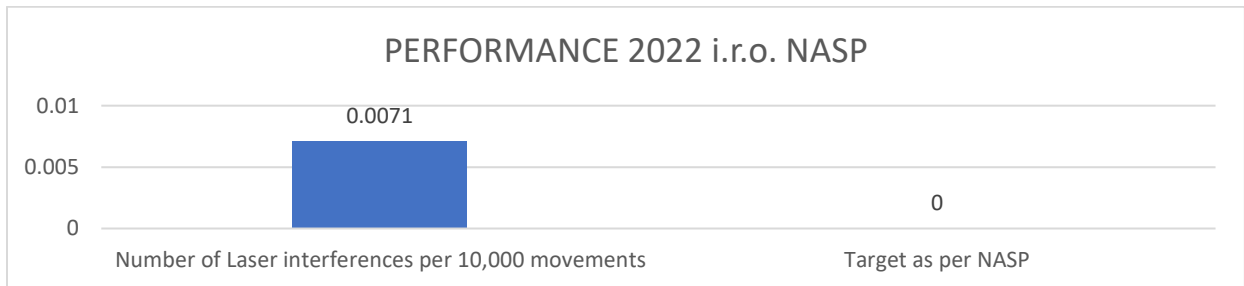 PERFORMANCE 2022 i.r.o. NASP
0.01
0.0071
0.005
0
0
Number of Laser interferences per 10,000 movements
Target as per NASP